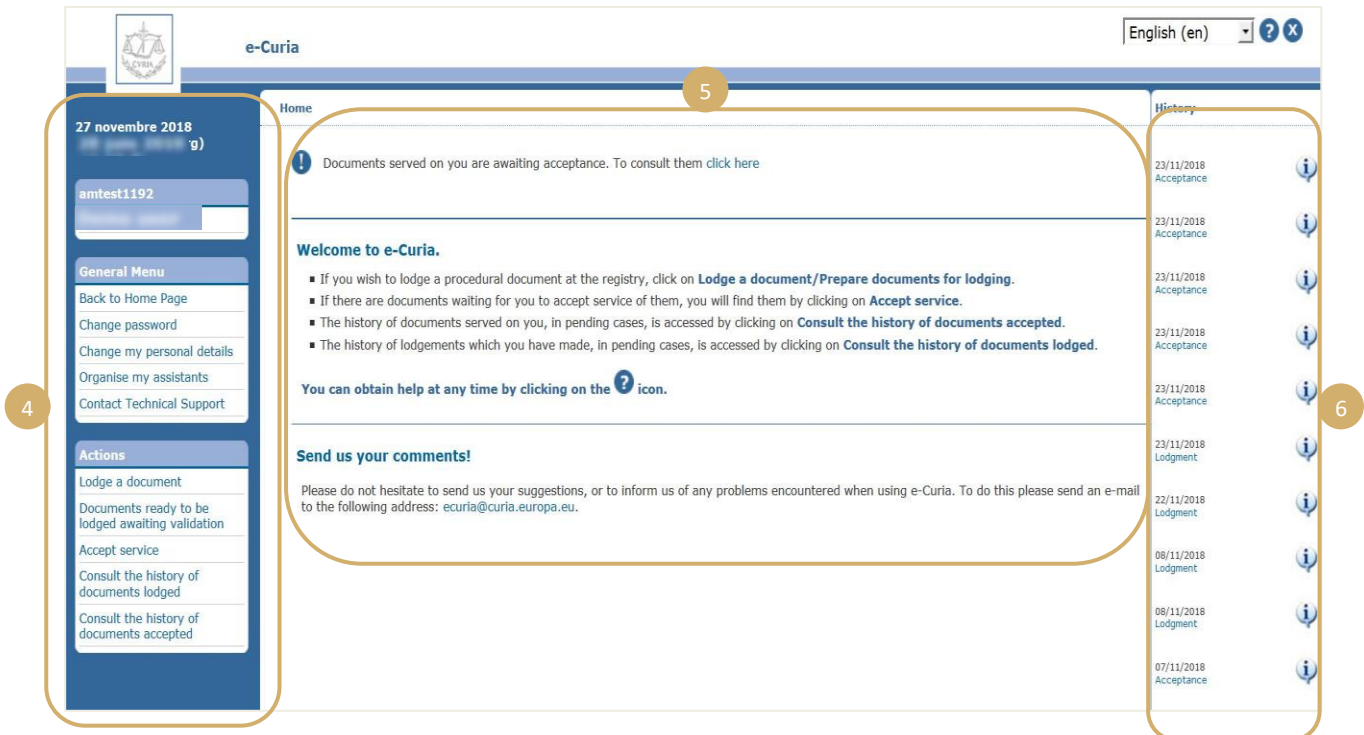 English (en)
?
X
CVRIA
e-Curia
5
27 novembre 2018
g)
amtest1192
General Menu
Back to Home Page
Change password
Change my personal details
Organise my assistants
Contact Technical Support
4
Actions
Lodge a document
Documents ready to be
lodged awaiting validation
Accept service
Consult the history of
documents lodged
Consult the history of
documents accepted
Home
! Documents served on you are awaiting acceptance. To consult them click here
Welcome to e-Curia.
▪ If you wish to lodge a procedural document at the registry, click on Lodge a document/Prepare documents for lodging.
▪ If there are documents waiting for you to accept service of them, you will find them by clicking on Accept service.
▪ The history of documents served on you, in pending cases, is accessed by clicking on Consult the history of documents accepted.
▪ The history of lodgements which you have made, in pending cases, is accessed by clicking on Consult the history of documents lodged.
You can obtain help at any time by clicking on the ? icon.
Send us your comments!
Please do not hesitate to send us your suggestions, or to inform us of any problems encountered when using e-Curia. To do this please send an e-mail
to the following address: ecuria@curia.europa.eu.
History
23/11/2018
Acceptance
i
23/11/2018
Acceptance
i
23/11/2018
Acceptance
i
23/11/2018
Acceptance
i
23/11/2018
Acceptance
i
6
23/11/2018
Lodgment
i
22/11/2018
Lodgment
i
08/11/2018
Lodgment
i
08/11/2018
Lodgment
i
07/11/2018
Acceptance
i